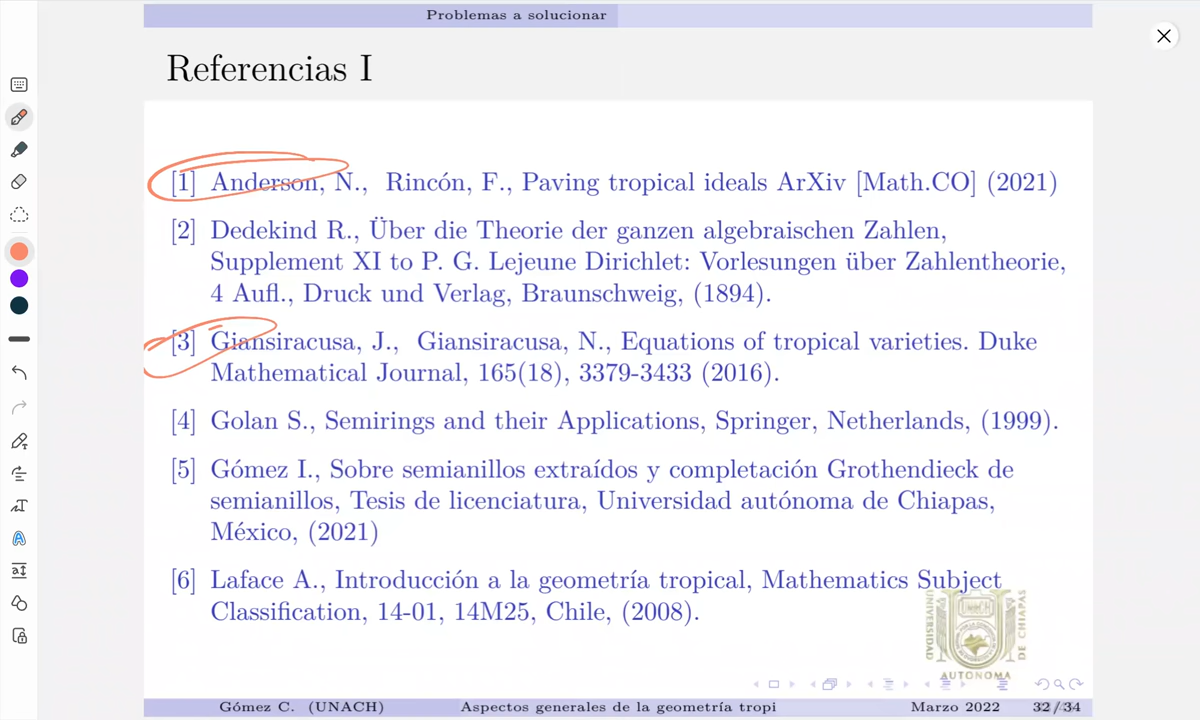 Problemas a solucionar
Referencias I
[1] Anderson, N., Rincón, F., Paving tropical ideals ArXiv [Math.CO] (2021)
[2] Dedekind R., Über die Theorie der ganzen algebraischen Zahlen,
Supplement XI to P. G. Lejeune Dirichlet: Vorlesungen über Zahlentheorie,
4 Aufl., Druck und Verlag, Braunschweig, (1894).
[3] Giansiracusa, J., Giansiracusa, N., Equations of tropical varieties. Duke
Mathematical Journal, 165(18), 3379-3433 (2016).
[4] Golan S., Semirings and their Applications, Springer, Netherlands, (1999).
[5] Gómez I., Sobre semianillos extraídos y completación Grothendieck de
semianillos, Tesis de licenciatura, Universidad autónoma de Chiapas,
México, (2021)
[6] Laface A., Introducción a la geometría tropical, Mathematics Subject
Classification, 14-01, 14M25, Chile, (2008).
UNIVERSIDAD
AUTONOMA
DE CHIAPAS
Gómez C. (UNACH) Aspectos generales de la geometría tropi Marzo 2022 32/34